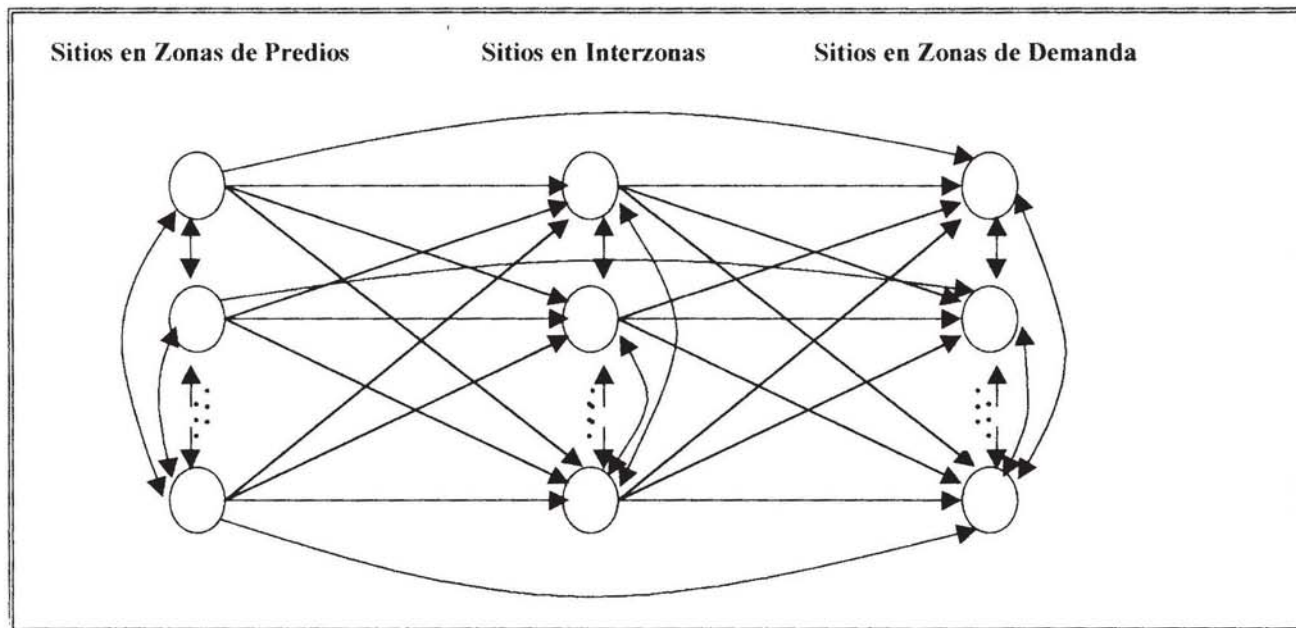 Sitios en Zonas de Predios
Sitios en Interzonas
Sitios en Zonas de Demanda